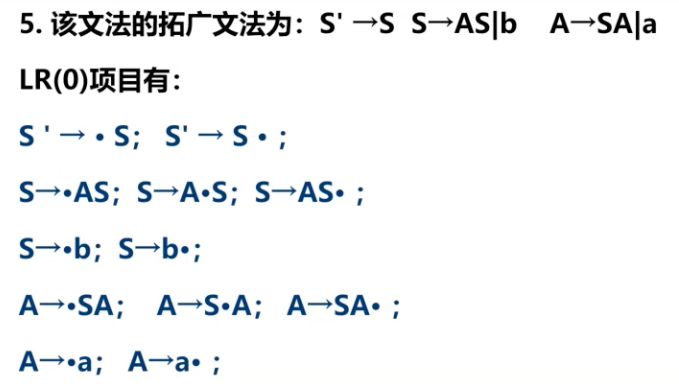 5. 该文法的拓广文法为：S' →S S→AS|b A→SA|a
LR(0)项目有：
S ' → • S； S' → S • ；
S→•AS；S→A•S；S→AS• ；
S→•b；S→b•；
A→•SA； A→S•A； A→SA• ；
A→•a； A→a• ；